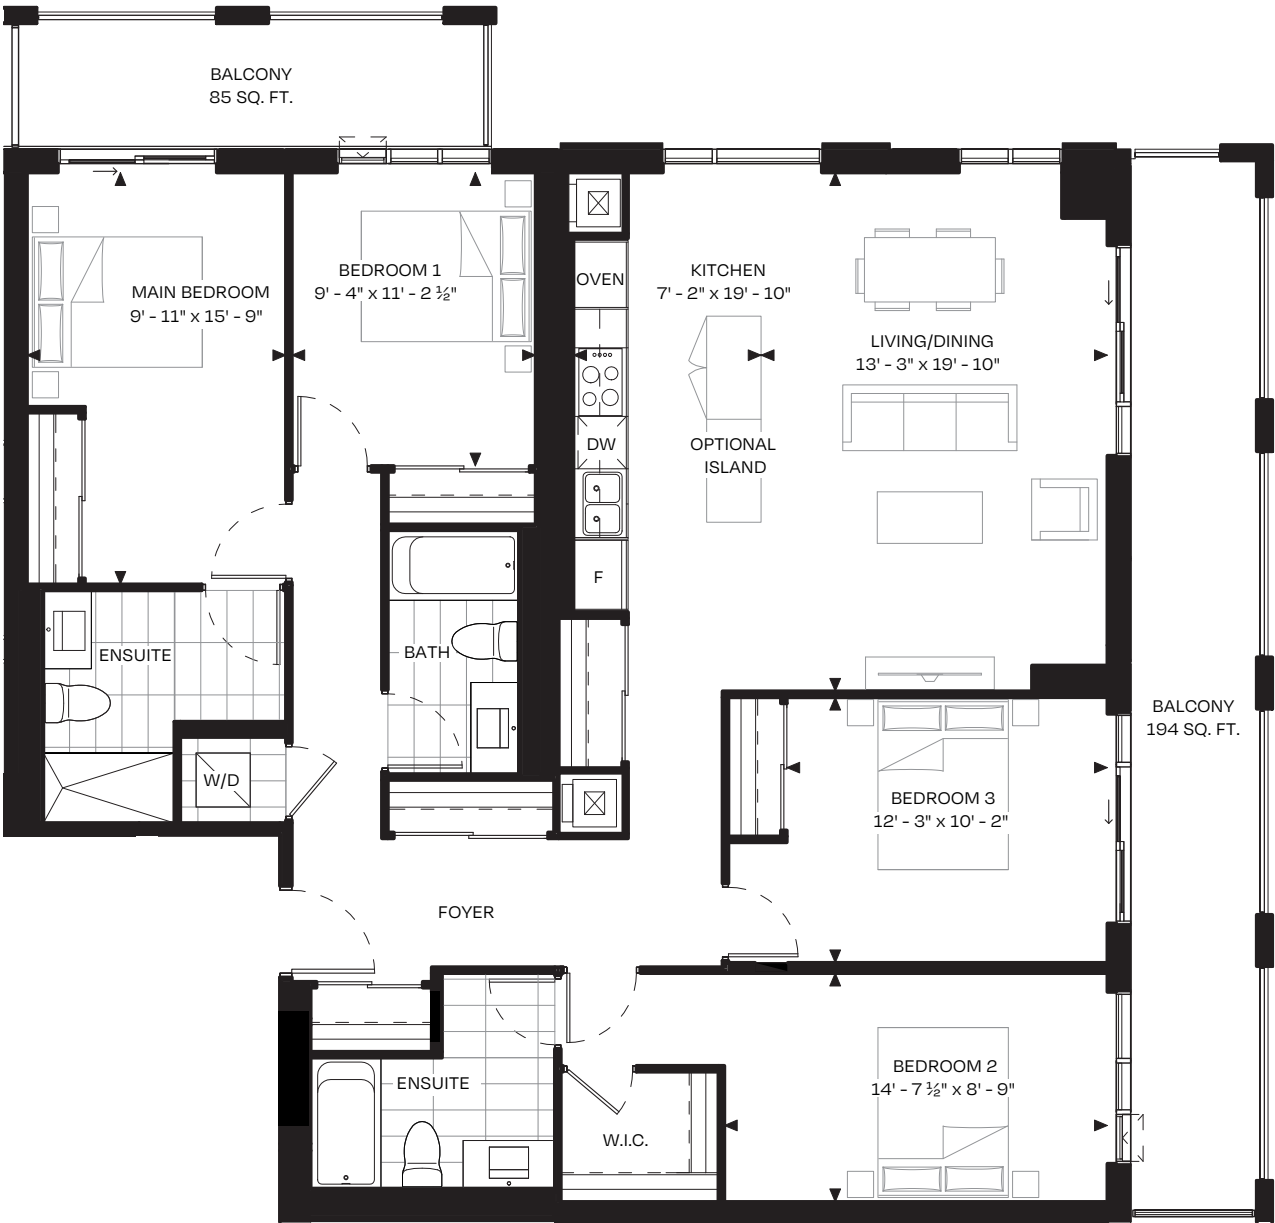 BALCONY
85 SQ. FT.
BEDROOM 1
9' - 4" x 11' - 2 ½"
MAIN BEDROOM
9' - 11" x 15' - 9"
OVEN
KITCHEN
7' - 2" x 19' - 10"
LIVING/DINING
13' - 3" x 19' - 10"
DW
OPTIONAL
ISLAND
F
ENSUITE
BATH
W/D
BALCONY
194 SQ. FT.
BEDROOM 3
12' - 3" x 10' - 2"
FOYER
ENSUITE
BEDROOM 2
14' - 7 ½" x 8' - 9"
W.I.C.